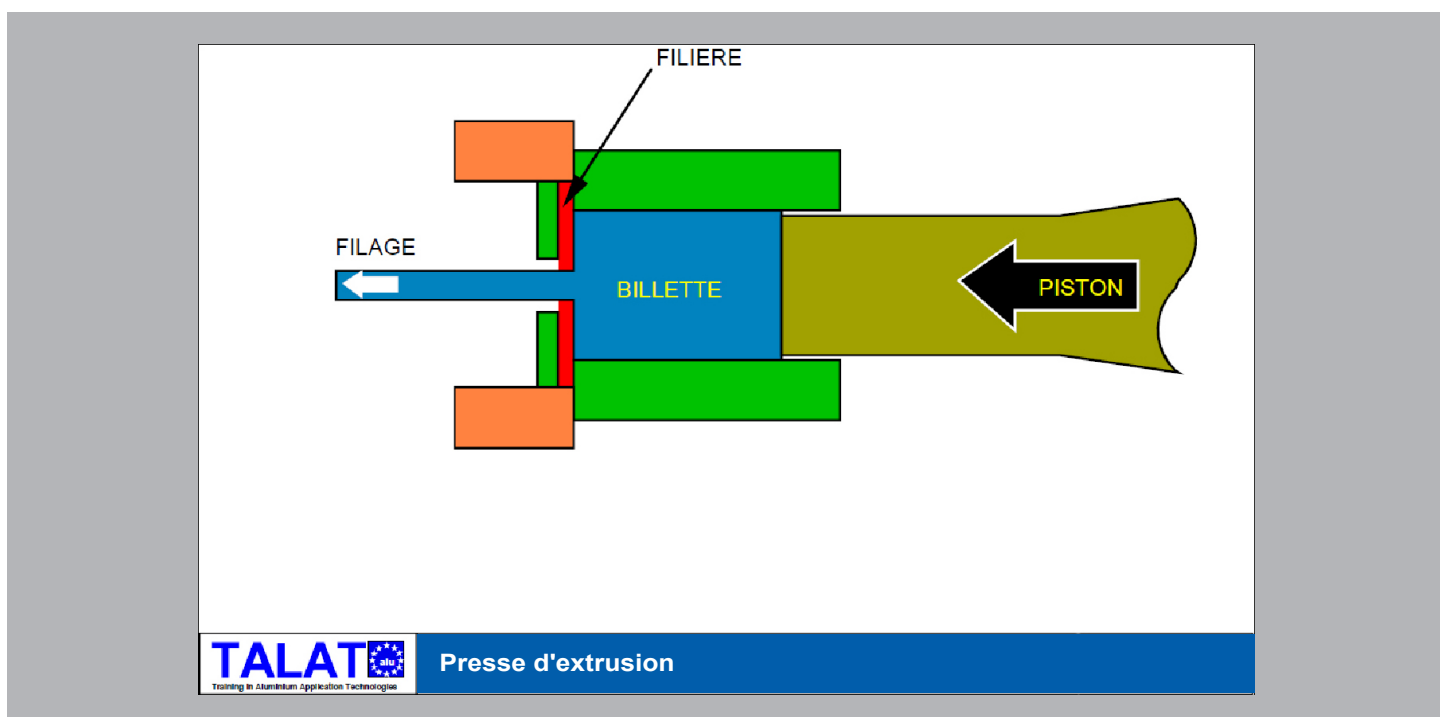 FILIERE
FILAGE
BILLETTE
PISTON
TALAT
alu
Training in Aluminium Application Technologies
Presse d'extrusion